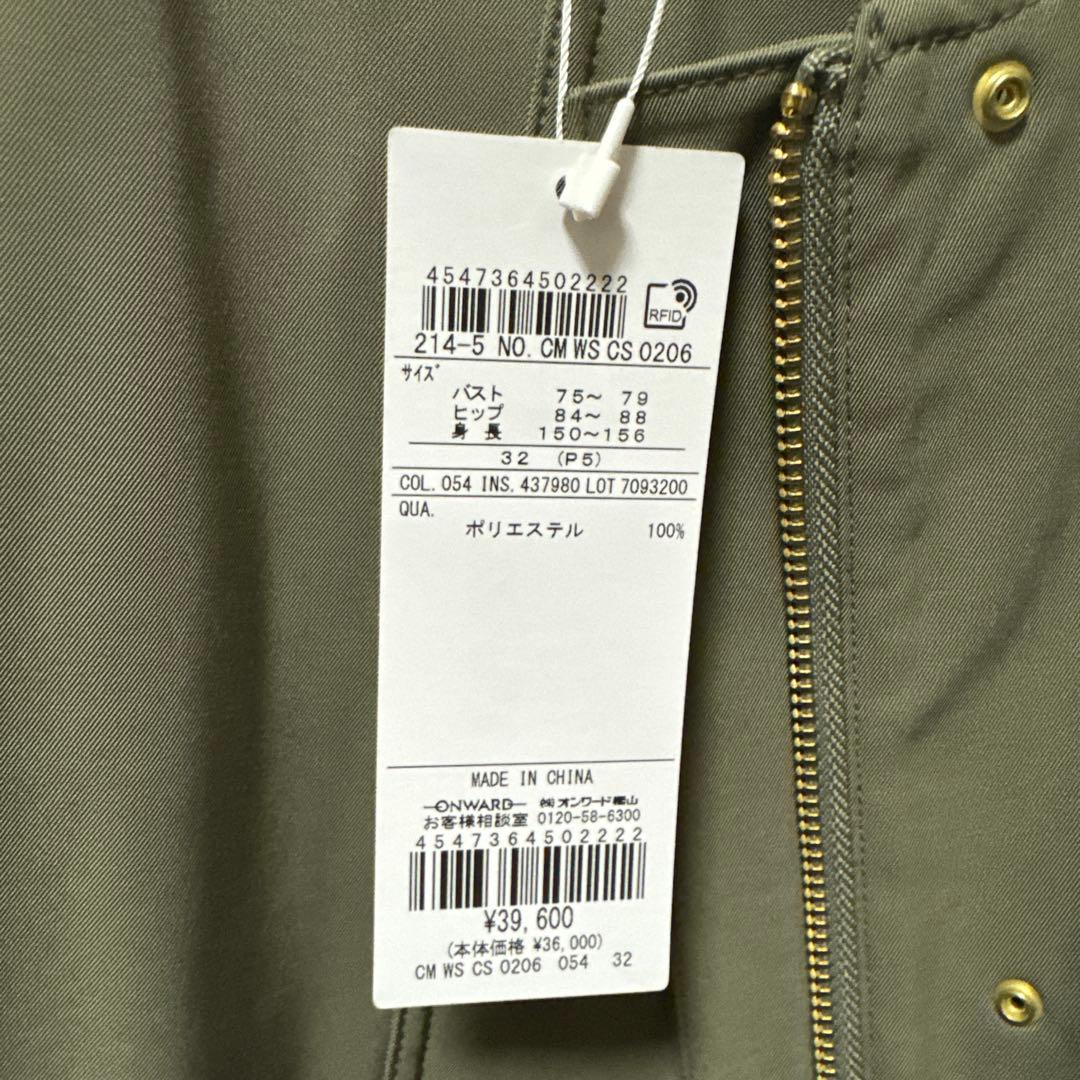 4547364502222
RFID
214-5 NO. CM WS CS 0206
ｻｲｽﾞ
バスト 75～ 79
ヒップ 84～ 88
身 長 150～156
32 (P5)
COL. 054 INS. 437980 LOT 7093200
QUA.
ポリエステル 100%
MADE IN CHINA
ONWARD ㈱オンワード樫山
お客様相談室 0120-58-6300
4547364502222
¥39,600
(本体価格 ¥36,000)
CM WS CS 0206 054 32